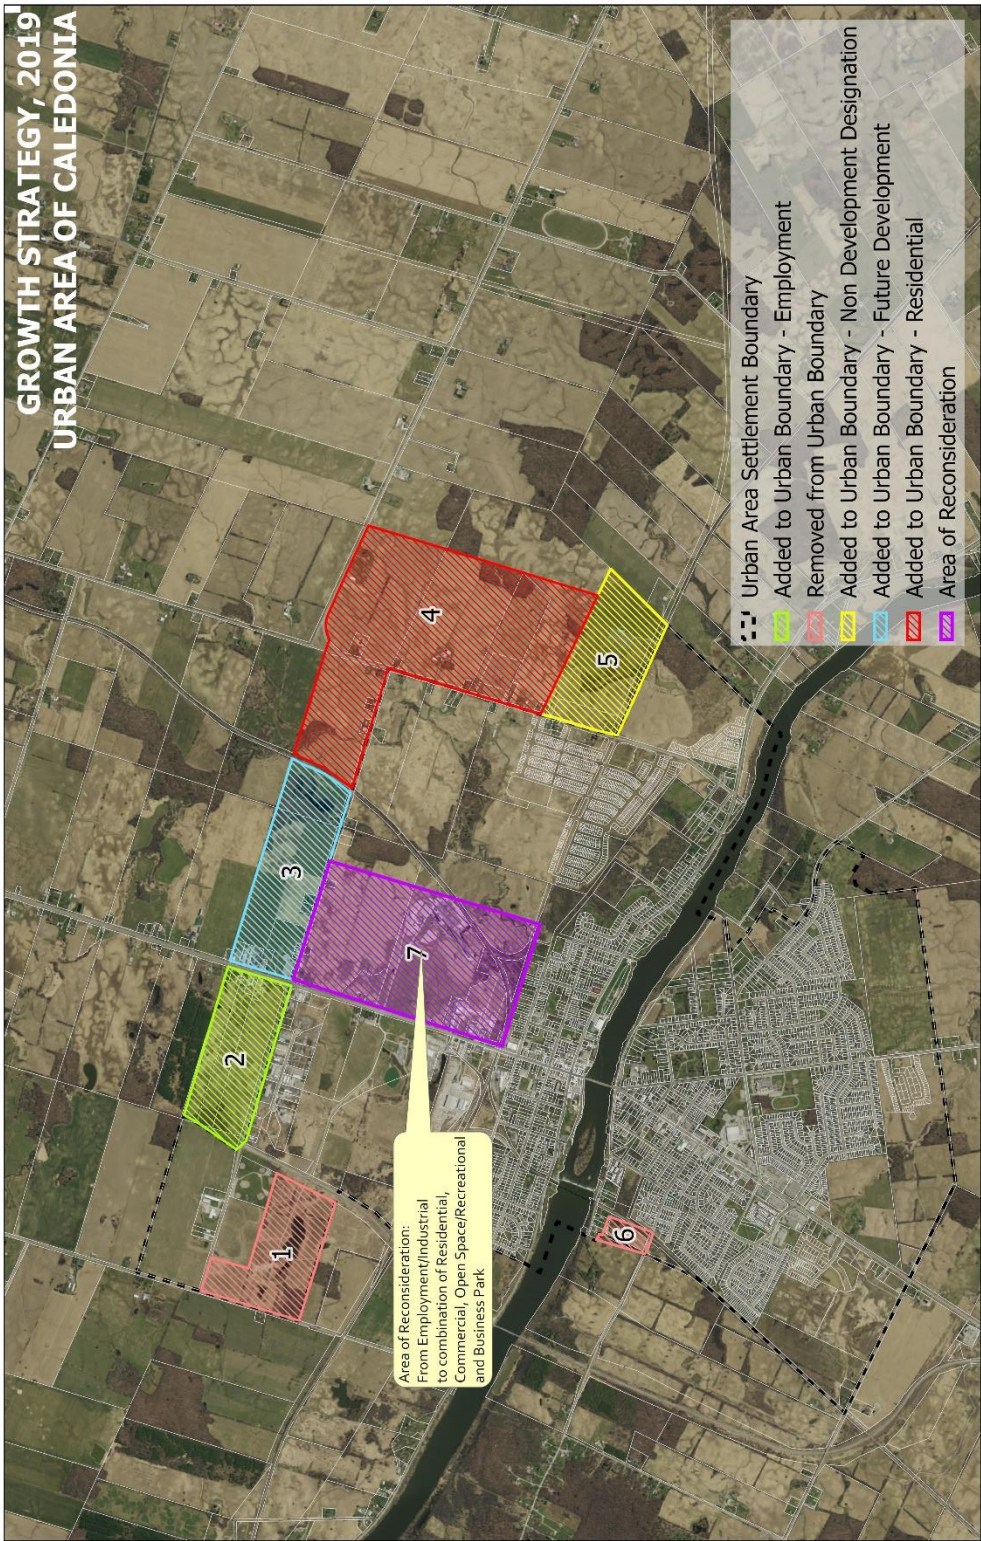 GROWTH STRATEGY, 2019
URBAN AREA OF CALEDONIA
1
2
3
4
5
6
7
Area of Reconsideration:
From Employment/Industrial
to combination of Residential,
Commercial, Open Space/Recreational
and Business Park
Urban Area Settlement Boundary
Added to Urban Boundary - Employment
Removed from Urban Boundary
Added to Urban Boundary - Non Development Designation
Added to Urban Boundary - Future Development
Added to Urban Boundary - Residential
Area of Reconsideration